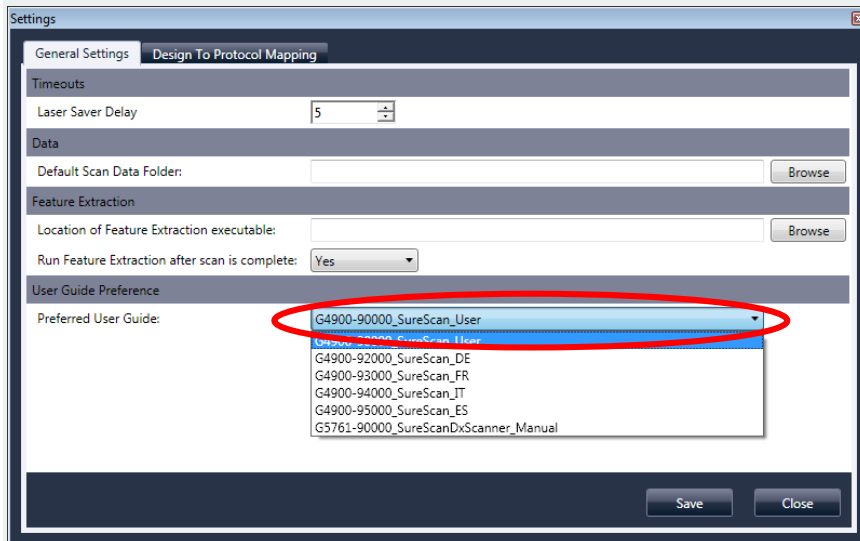 Settings
General Settings Design To Protocol Mapping
Timeouts
Laser Saver Delay 5
Data
Default Scan Data Folder: Browse
Feature Extraction
Location of Feature Extraction executable: Browse
Run Feature Extraction after scan is complete: Yes
User Guide Preference
Preferred User Guide: G4900-90000_SureScan_User
G4900-90000_SureScan_User
G4900-92000_SureScan_DE
G4900-93000_SureScan_FR
G4900-94000_SureScan_IT
G4900-95000_SureScan_ES
G5761-90000_SureScanDxScanner_Manual
Save Close